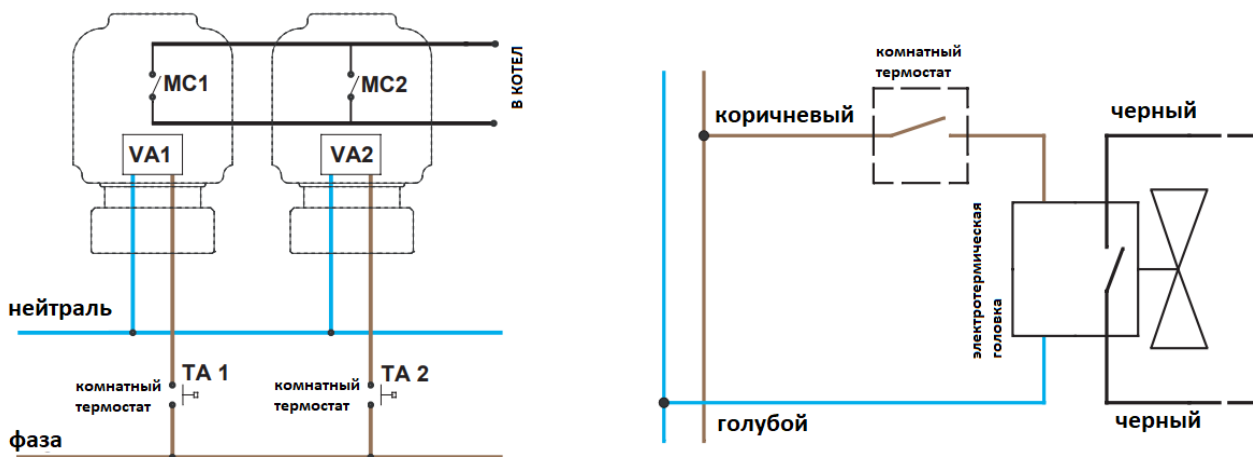 MC1
MC2
В КОТЕЛ
VA1
VA2
нейтраль
комнатный
термостат
TA 1
комнатный
термостат
TA 2
фаза
комнатный
термостат
коричневый
черный
электротермическая
головка
голубой
черный